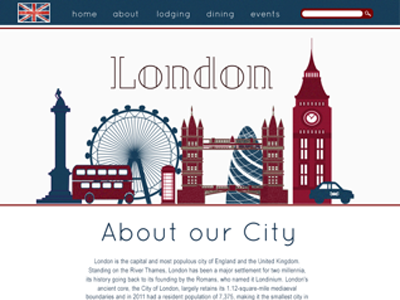 home about lodging dining events
London
About our City
London is the capital and most populous city of England and the United Kingdom.
Standing on the River Thames, London has been a major settlement for two millennia,
its history going back to its founding by the Romans, who named it Londinium. London's
ancient core, the City of London, largely retains its 1.12-square-mile mediaeval
boundaries and in 2011 had a resident population of 7,375, making it the smallest city in